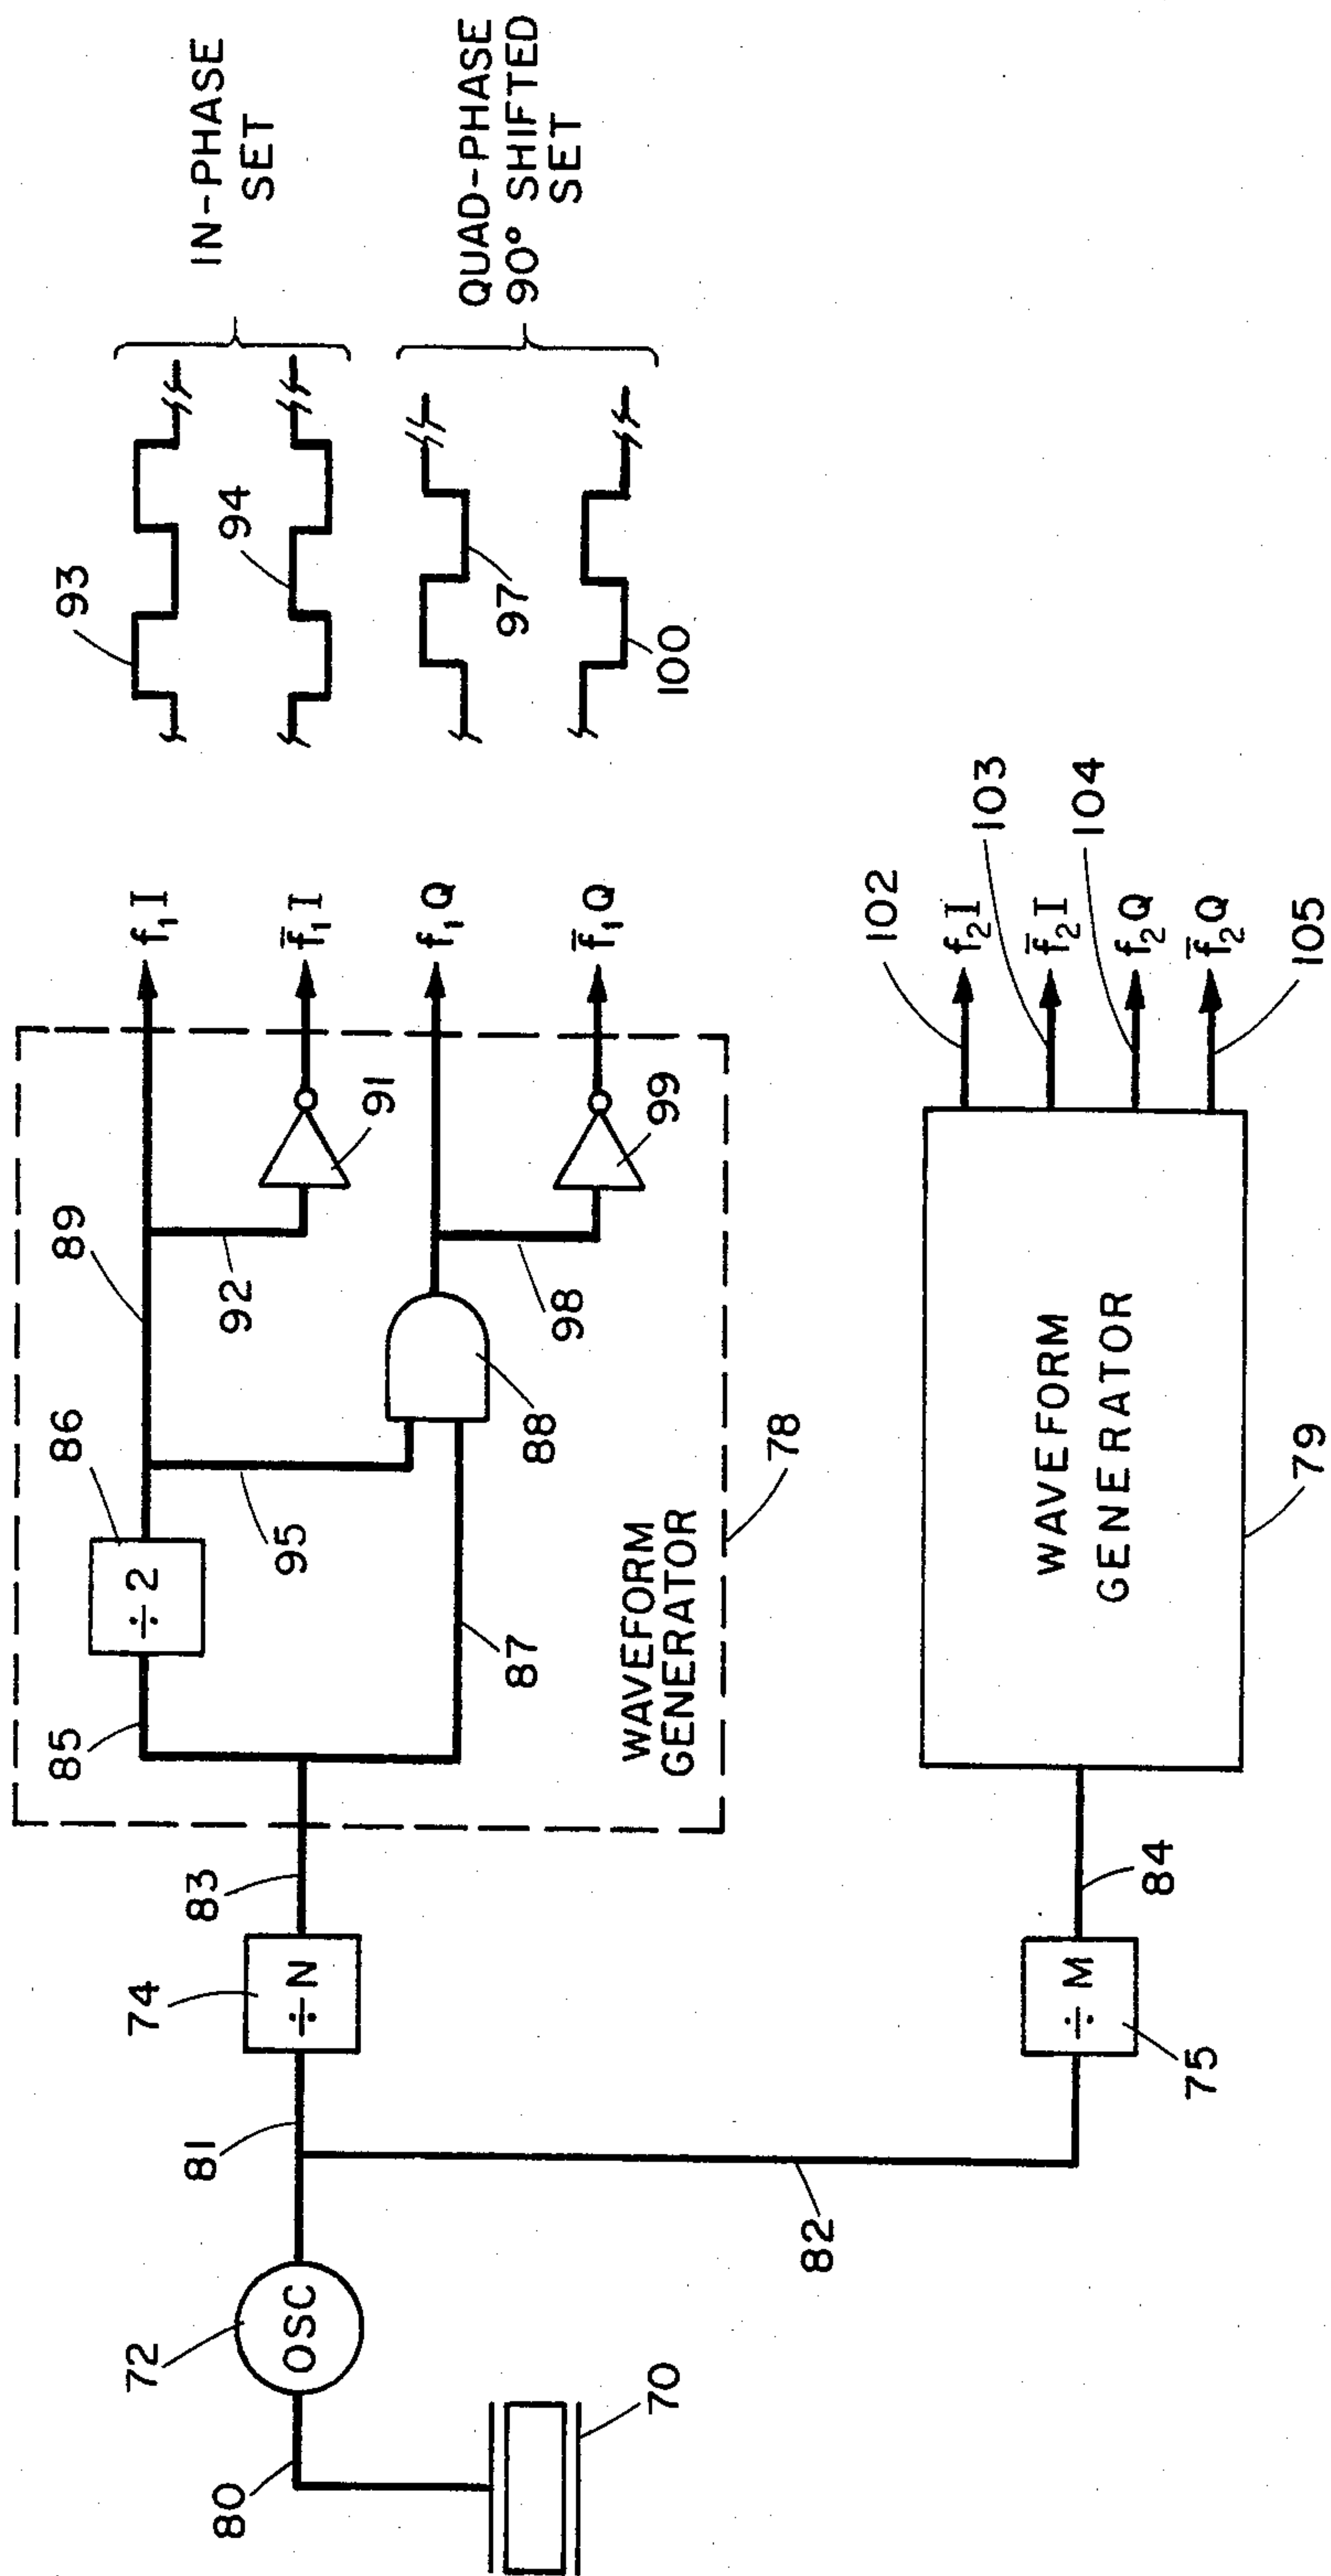 IN-PHASE
SET
QUAD-PHASE
90° SHIFTED
SET
93
94
97
100
f₁I
f̄₁I
f₁Q
f̄₁Q
89
91
92
86
÷2
95
88
98
99
85
87
WAVEFORM
GENERATOR
78
83
74
÷N
81
72
OSC
80
70
82
÷M
75
84
WAVEFORM
GENERATOR
79
102
f₂I
103
f̄₂I
104
f₂Q
f̄₂Q
105